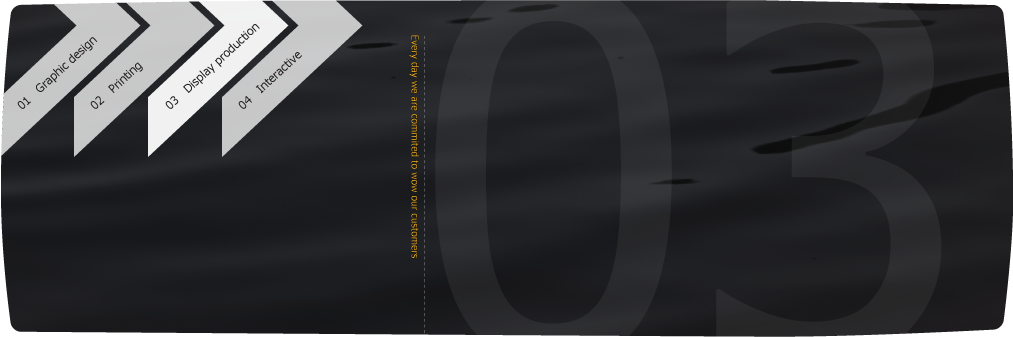 01 Graphic design
02 Printing
03 Display production
04 Interactive
Every day we are commited to wow our customers
03